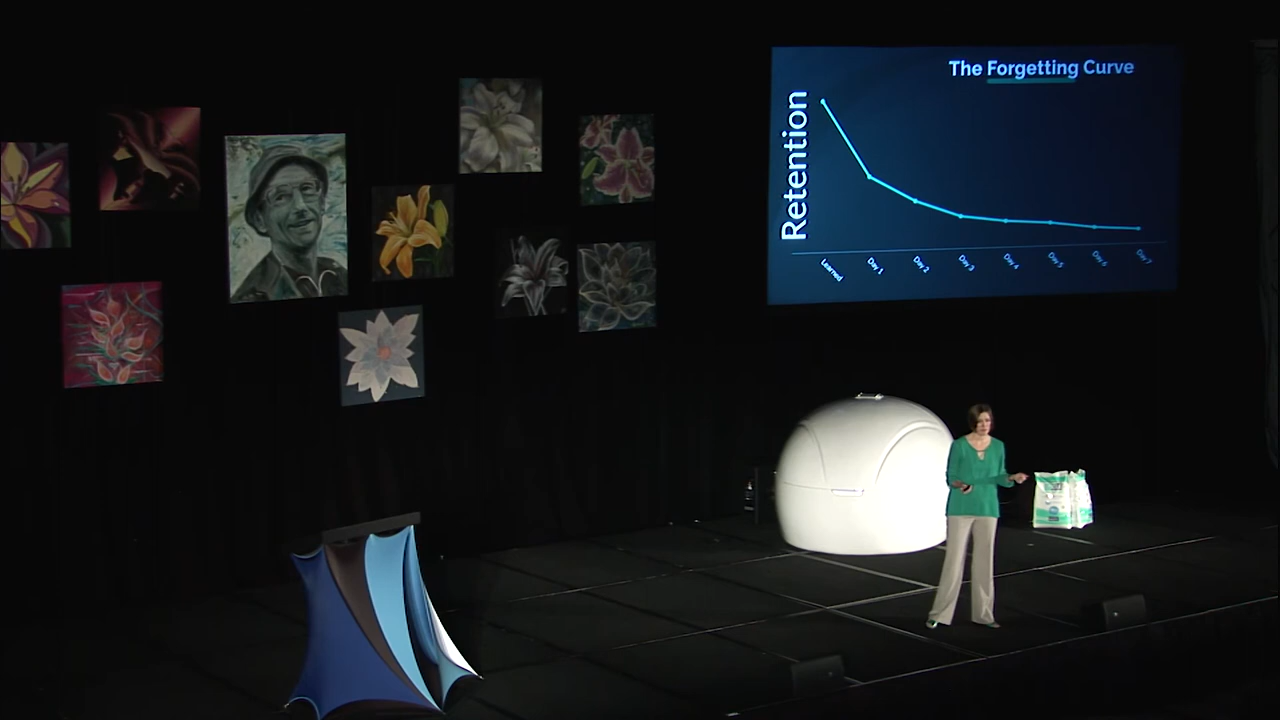 The Forgetting Curve
Retention
Learned
Day 1
Day 2
Day 3
Day 4
Day 5
Day 6
Day 7